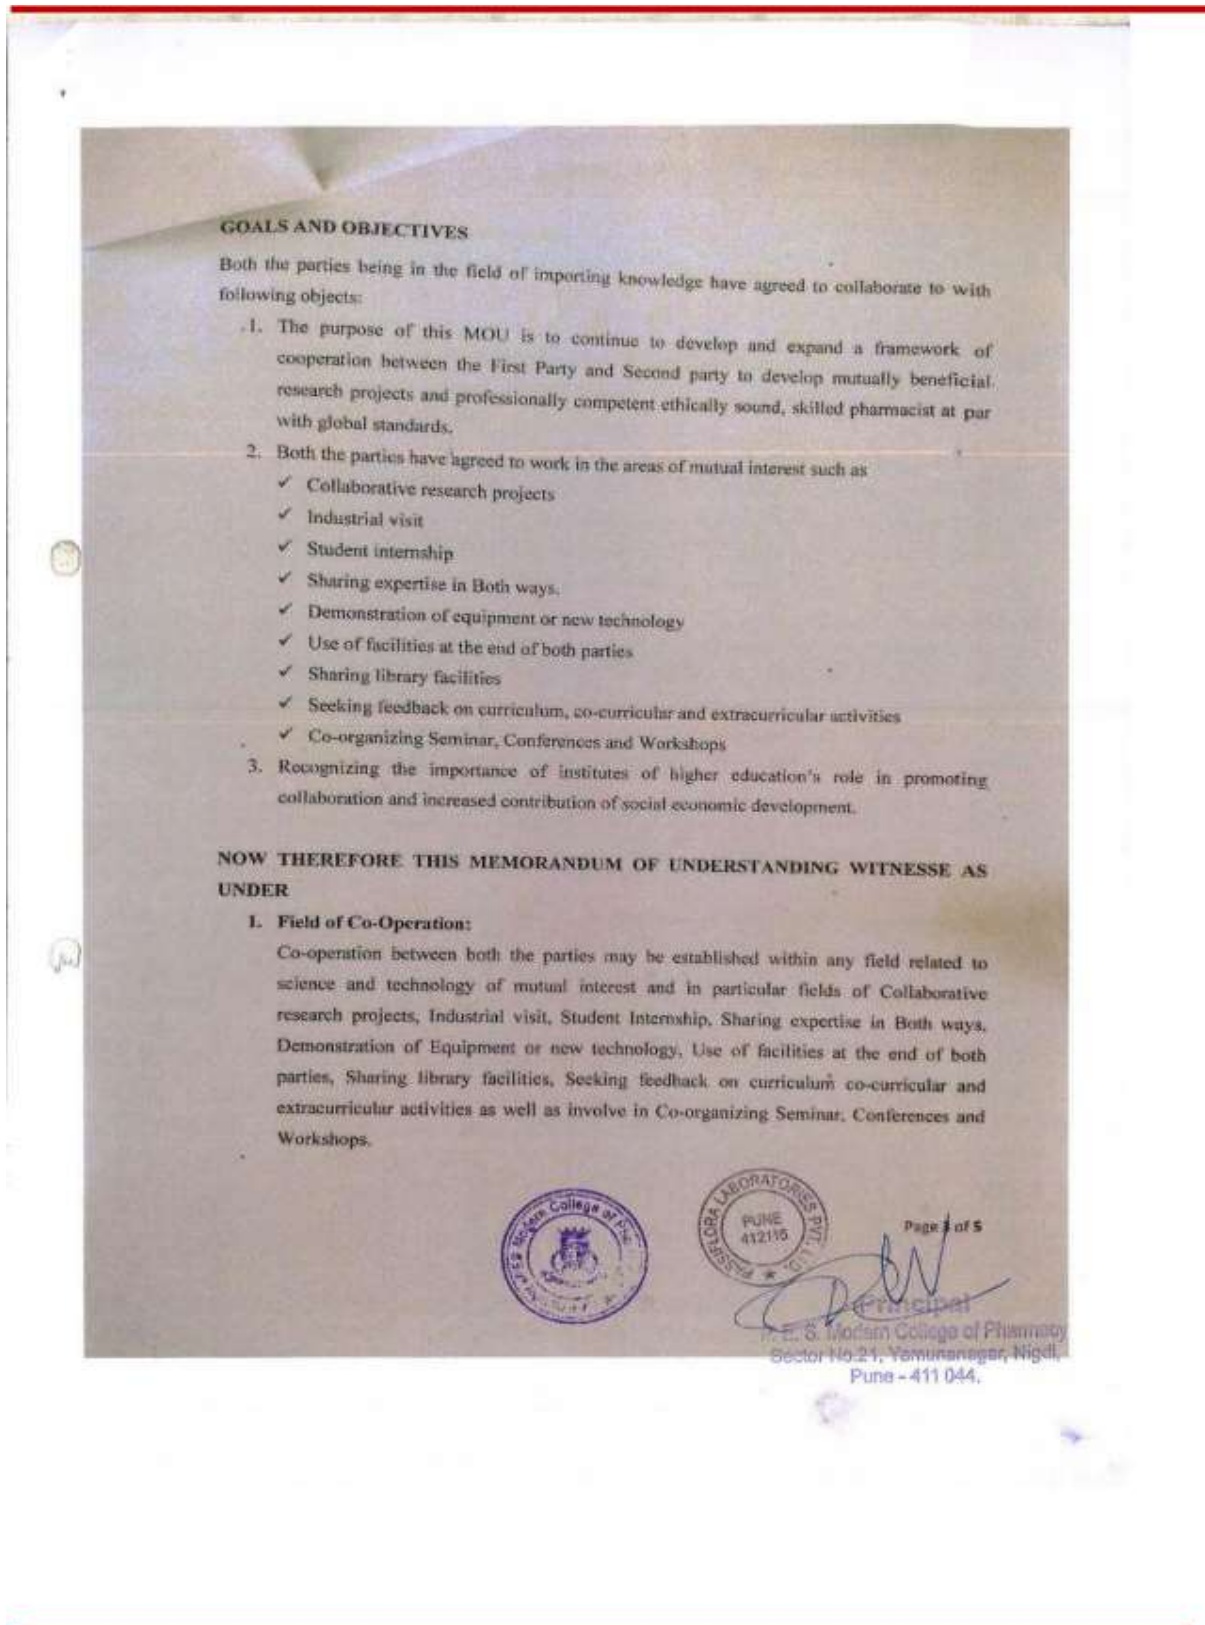 GOALS AND OBJECTIVES
Both the parties being in the field of importing knowledge have agreed to collaborate to with
following objects:
1. The purpose of this MOU is to continue to develop and expand a framework of
cooperation between the First Party and Second party to develop mutually beneficial
research projects and professionally competent ethically sound, skilled pharmacist at par
with global standards.
2. Both the parties have agreed to work in the areas of mutual interest such as
✓ Collaborative research projects
✓ Industrial visit
✓ Student internship
✓ Sharing expertise in Both ways.
✓ Demonstration of equipment or new technology
✓ Use of facilities at the end of both parties
✓ Sharing library facilities
✓ Seeking feedback on curriculum, co-curricular and extracurricular activities
✓ Co-organizing Seminar, Conferences and Workshops
3. Recognizing the importance of institutes of higher education's role in promoting
collaboration and increased contribution of social economic development.
NOW THEREFORE THIS MEMORANDUM OF UNDERSTANDING WITNESSE AS
UNDER
1. Field of Co-Operation:
Co-operation between both the parties may be established within any field related to
science and technology of mutual interest and in particular fields of Collaborative
research projects, Industrial visit, Student Internship, Sharing expertise in Both ways,
Demonstration of Equipment or new technology, Use of facilities at the end of both
parties, Sharing library facilities, Seeking feedback on curriculum co-curricular and
extracurricular activities as well as involve in Co-organizing Seminar, Conferences and
Workshops.
Modern College of
PASSIFLORA LABORATORIES PVT. LTD.
PUNE
412115
Page of 5
Principal
P. E. S. Modern College of Pharmacy
Sector No.21, Yamunanagar, Nigdi,
Pune - 411 044.